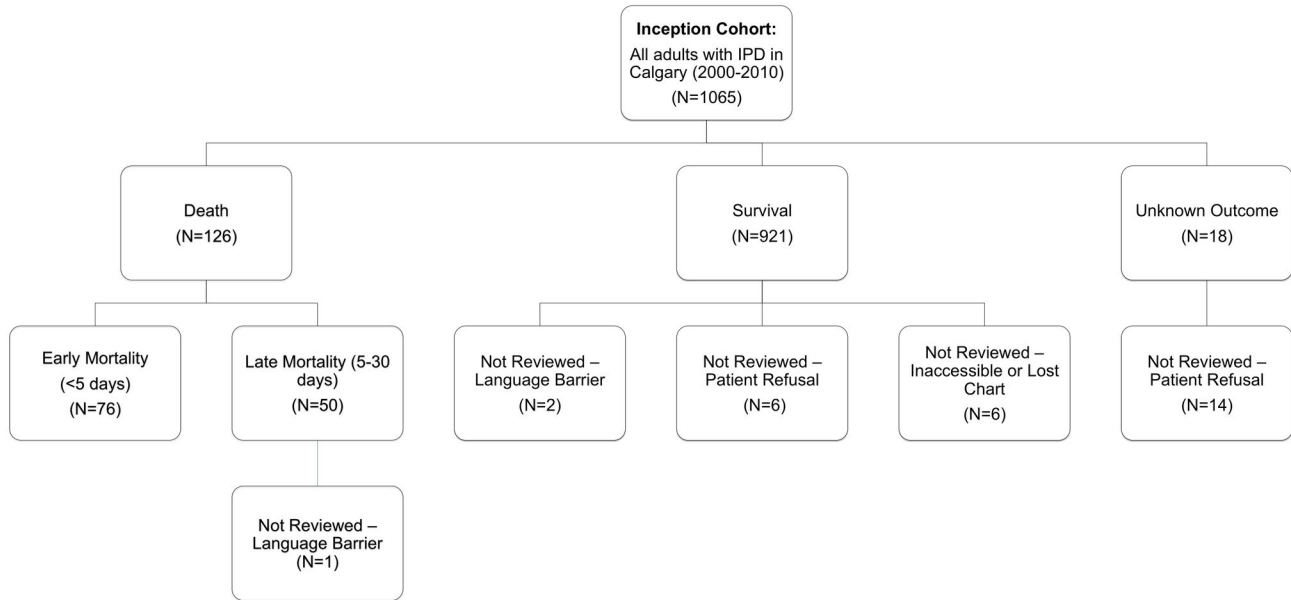 Inception Cohort:
All adults with IPD in
Calgary (2000-2010)
(N=1065)
Death
(N=126)
Survival
(N=921)
Unknown Outcome
(N=18)
Early Mortality
(<5 days)
(N=76)
Late Mortality (5-30
days)
(N=50)
Not Reviewed –
Language Barrier
(N=2)
Not Reviewed –
Patient Refusal
(N=6)
Not Reviewed –
Inaccessible or Lost
Chart
(N=6)
Not Reviewed –
Patient Refusal
(N=14)
Not Reviewed –
Language Barrier
(N=1)